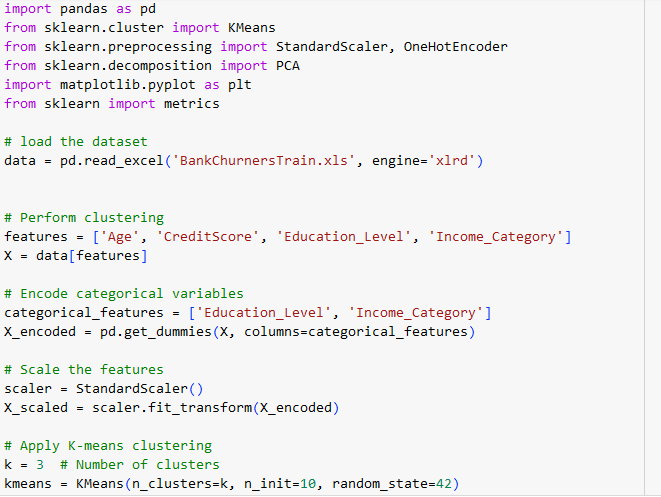 import pandas as pd
from sklearn.cluster import KMeans
from sklearn.preprocessing import StandardScaler, OneHotEncoder
from sklearn.decomposition import PCA
import matplotlib.pyplot as plt
from sklearn import metrics
# load the dataset
data = pd.read_excel('BankChurnersTrain.xls', engine='xlrd')
# Perform clustering
features = ['Age', 'CreditScore', 'Education_Level', 'Income_Category']
X = data[features]
# Encode categorical variables
categorical_features = ['Education_Level', 'Income_Category']
X_encoded = pd.get_dummies(X, columns=categorical_features)
# Scale the features
scaler = StandardScaler()
X_scaled = scaler.fit_transform(X_encoded)
# Apply K-means clustering
k = 3  # Number of clusters
kmeans = KMeans(n_clusters=k, n_init=10, random_state=42)